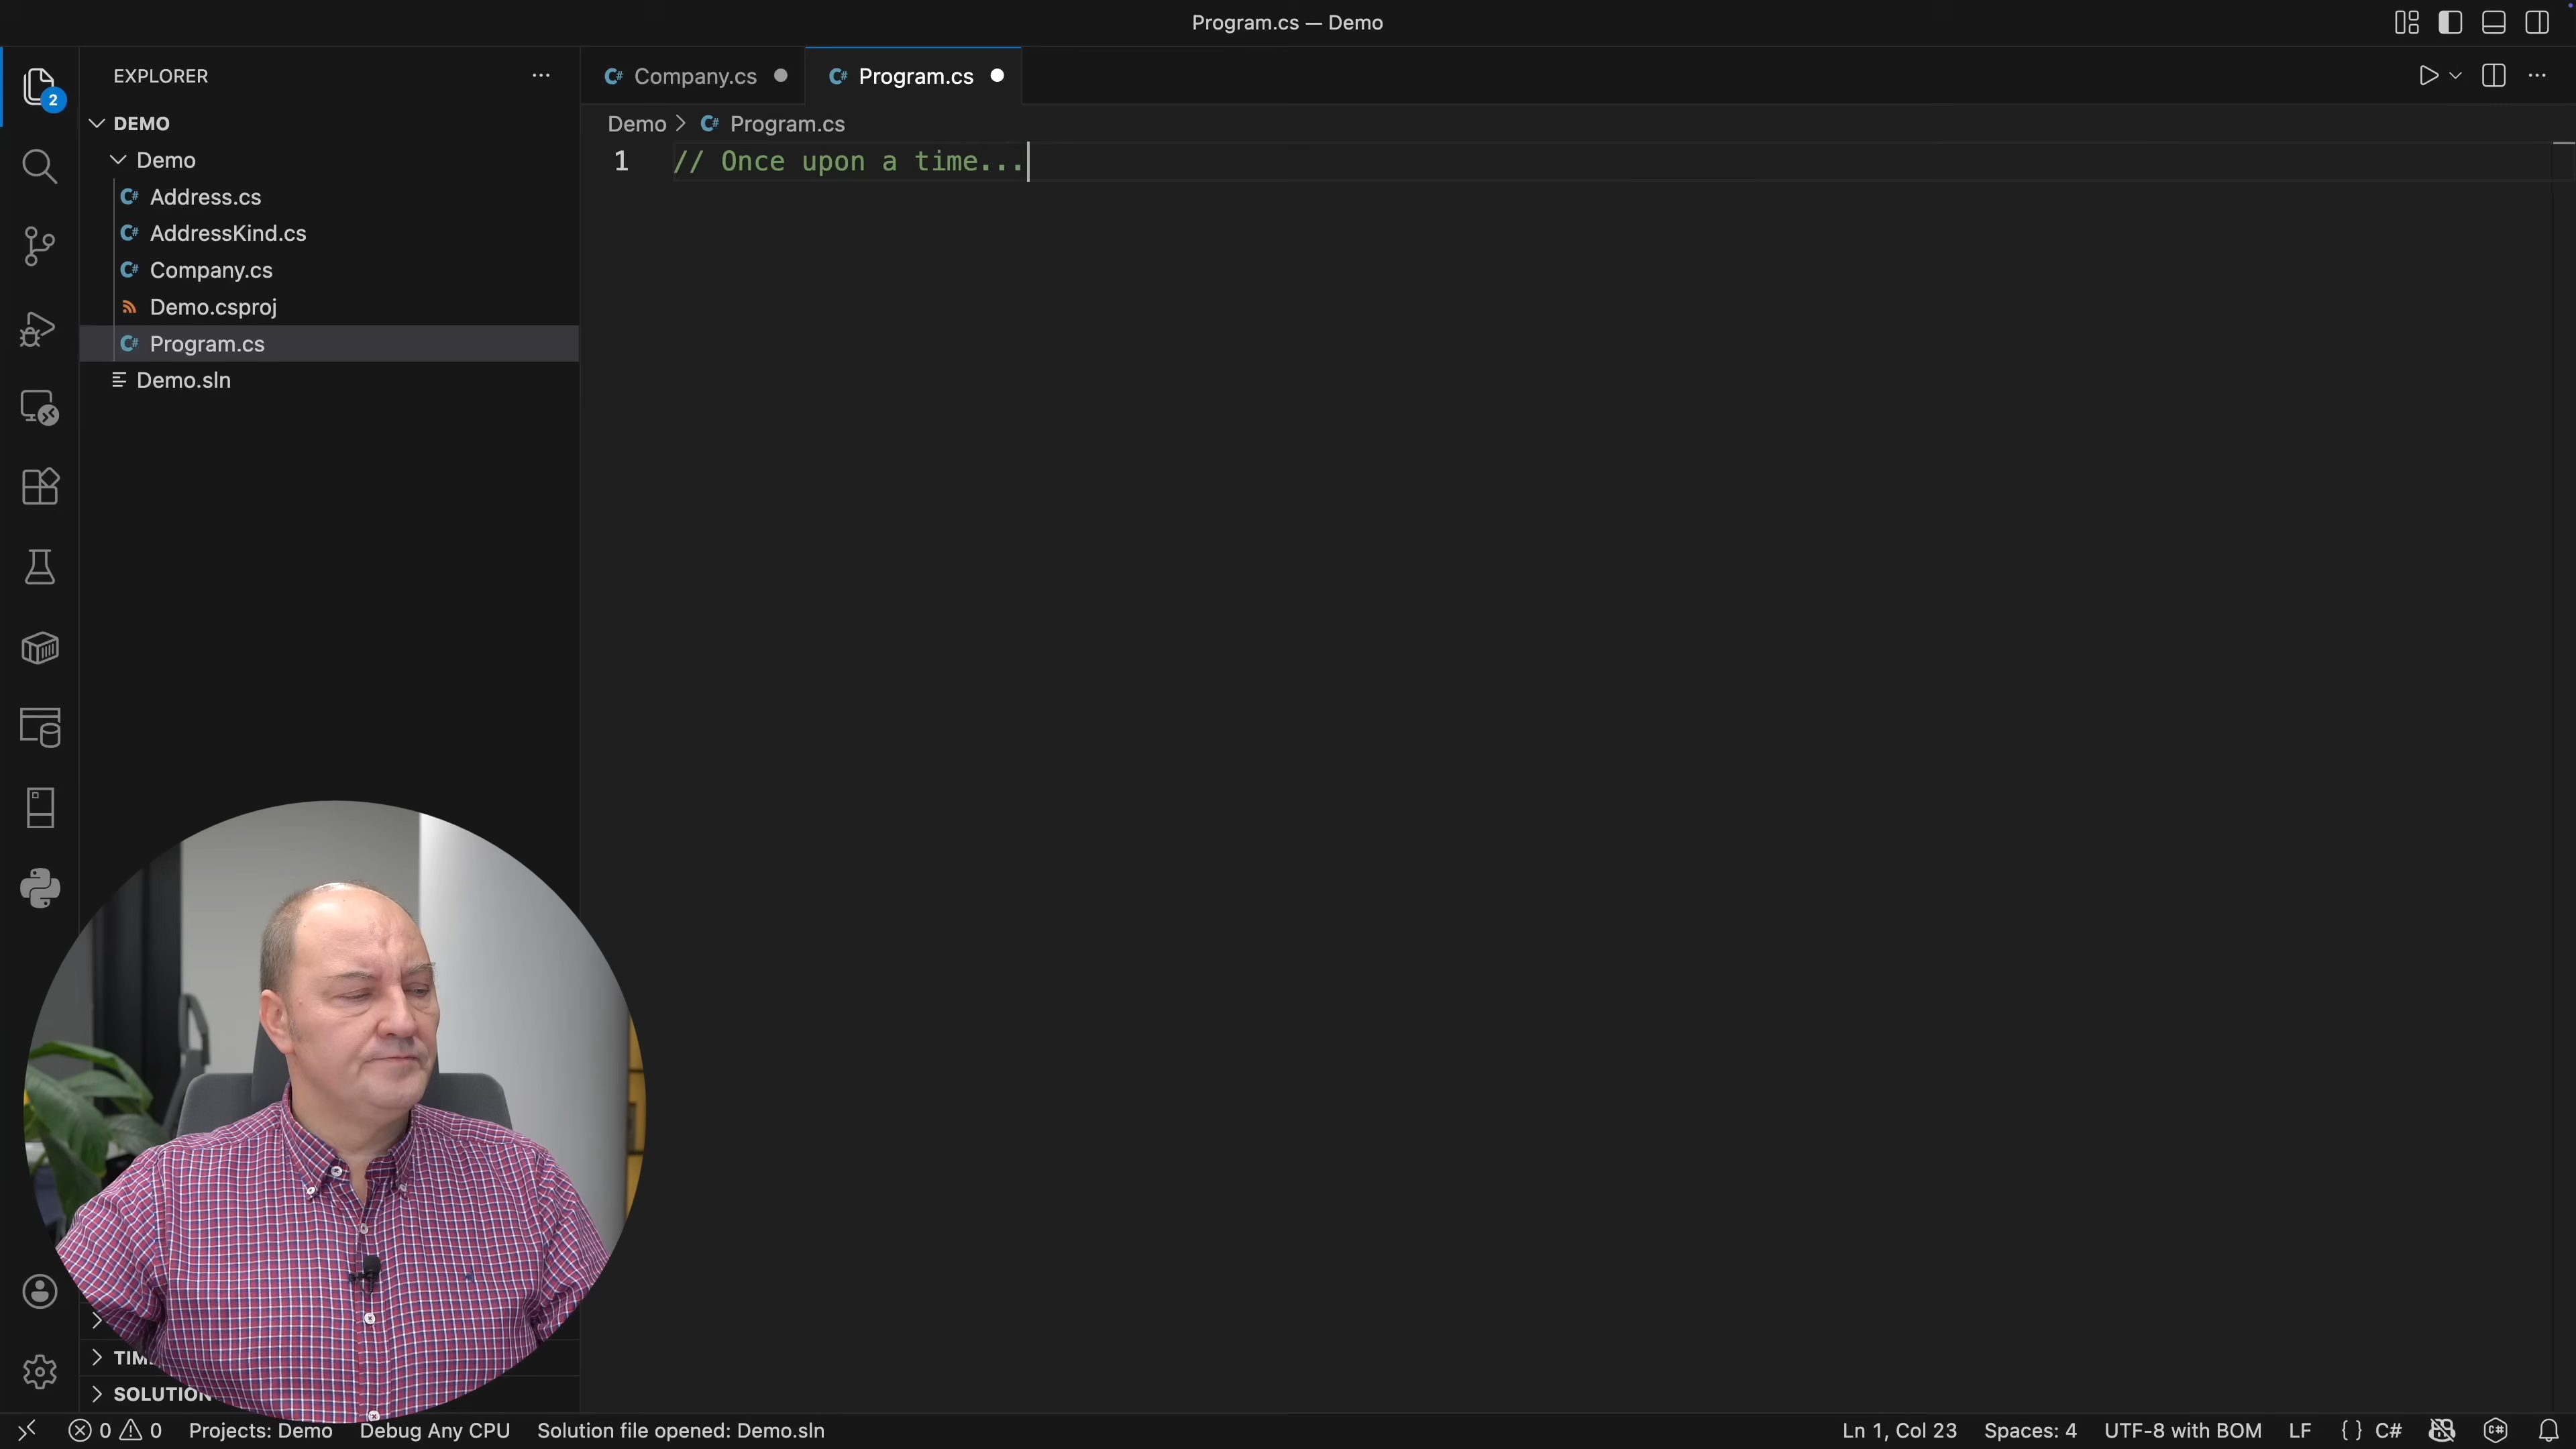 Program.cs — Demo
EXPLORER
2
DEMO
Demo
Address.cs
AddressKind.cs
Company.cs
Demo.csproj
Program.cs
Demo.sln
Company.cs
Program.cs
Demo > Program.cs
1 // Once upon a time...
SOLUTION
0 0 Projects: Demo Debug Any CPU Solution file opened: Demo.sln
Ln 1, Col 23 Spaces: 4 UTF-8 with BOM LF { } C#